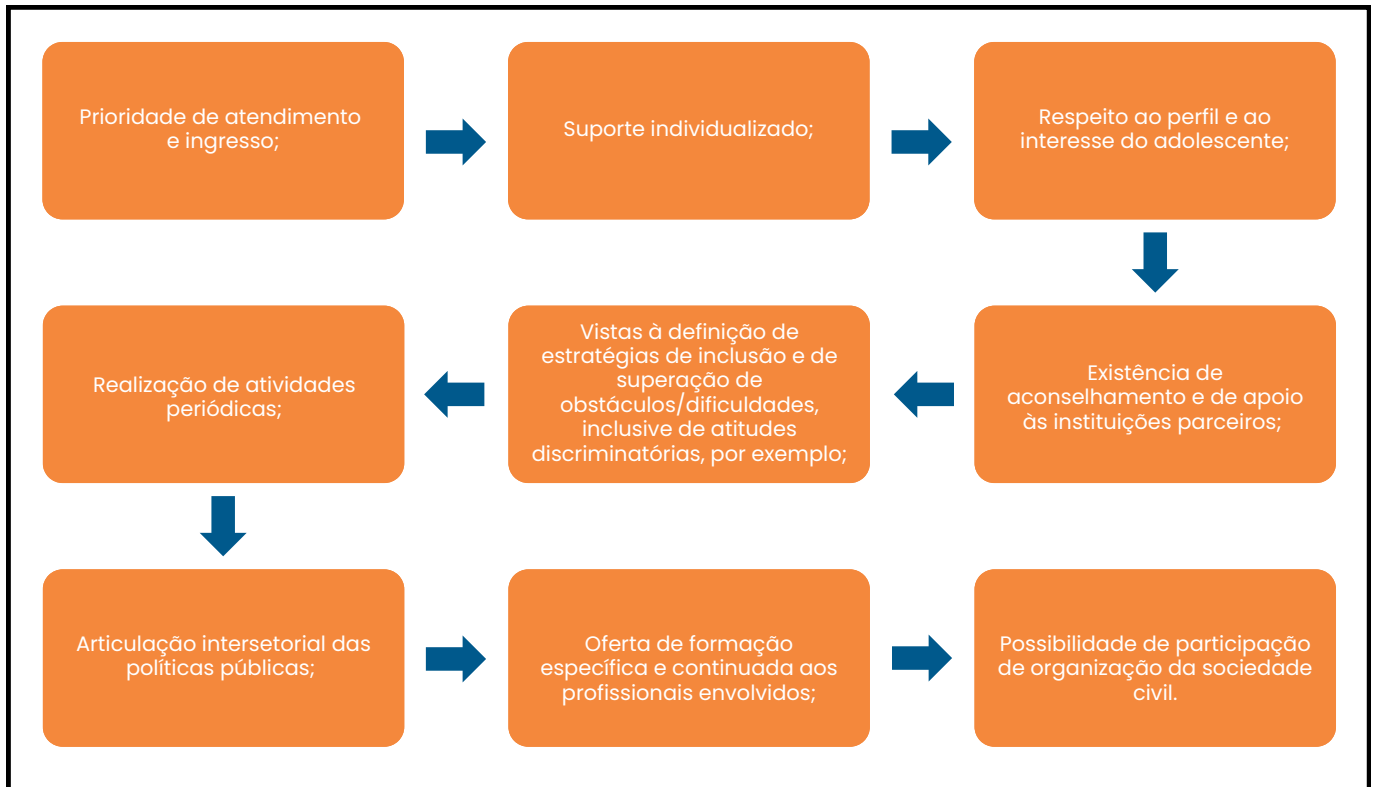 Prioridade de atendimento
e ingresso;
Suporte individualizado;
Respeito ao perfil e ao
interesse do adolescente;
Existência de
aconselhamento e de apoio
às instituições parceiros;
Vistas à definição de
estratégias de inclusão e de
superação de
obstáculos/dificuldades,
inclusive de atitudes
discriminatórias, por exemplo;
Realização de atividades
periódicas;
Articulação intersetorial das
políticas públicas;
Oferta de formação
específica e continuada aos
profissionais envolvidos;
Possibilidade de participação
de organização da sociedade
civil.